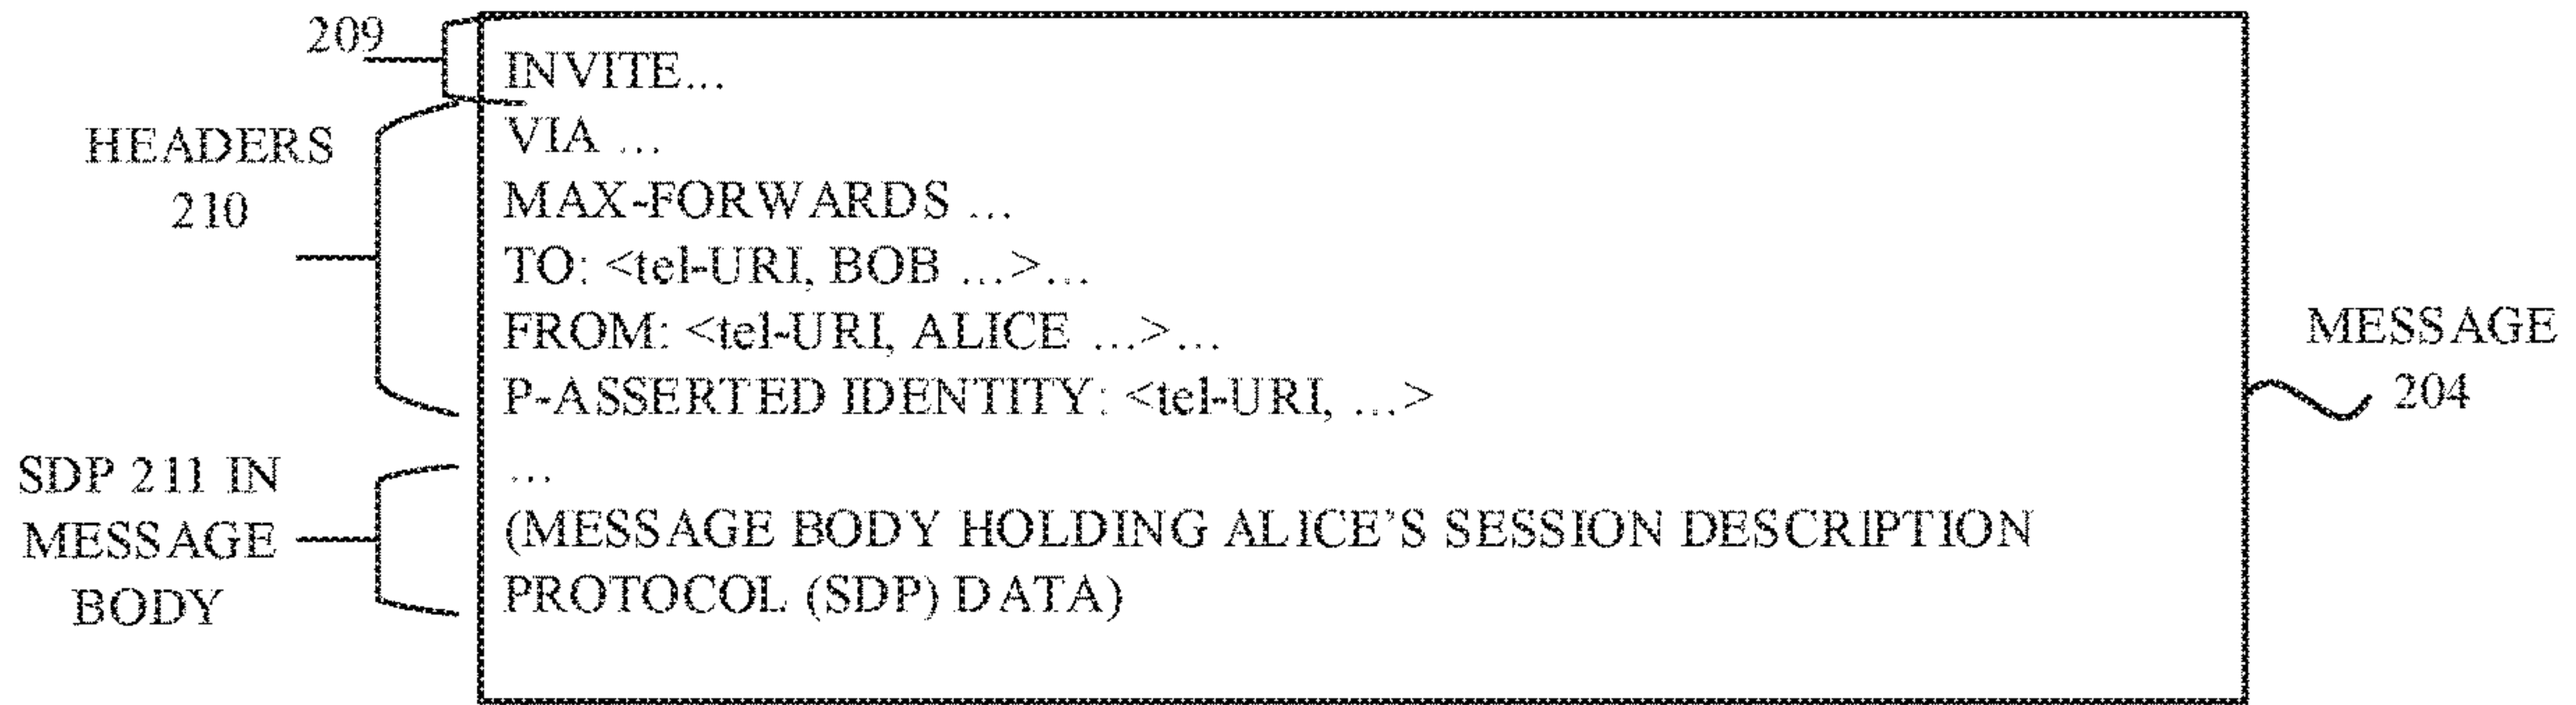 209
INVITE...
HEADERS
210
VIA ...
MAX-FORWARDS ...
TO: <tel-URI, BOB ...>...
FROM: <tel-URI, ALICE ...>...
P-ASSERTED IDENTITY: <tel-URI, ...>
SDP 211 IN
MESSAGE
BODY
...
(MESSAGE BODY HOLDING ALICE'S SESSION DESCRIPTION
PROTOCOL (SDP) DATA)
MESSAGE
204